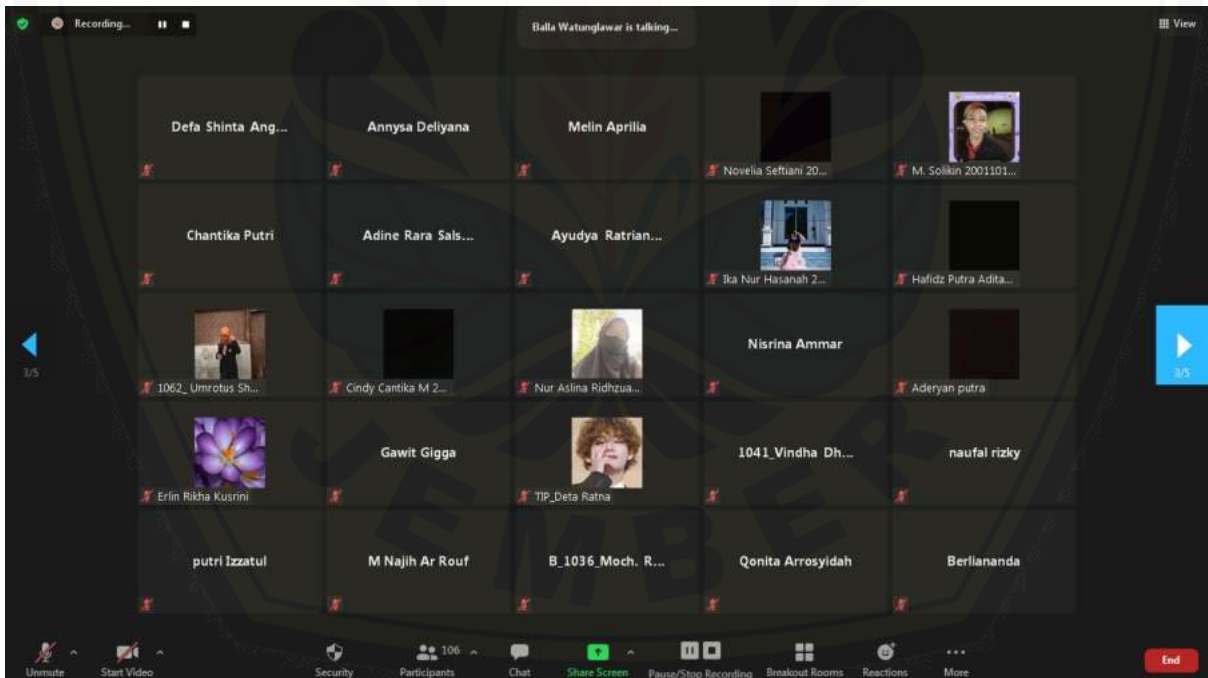 Recording...
Balla Watunglawar is talking...
View
Defa Shinta Ang...
Annysa Deliyana
Melin Aprilia
Novelia Seftiani 20...
M. Solikin 2001101...
Chantika Putri
Adine Rara Sals...
Ayudya Ratrian...
Ika Nur Hasanah 2...
Hafidz Putra Adita...
3/5
1062_ Umrotus Sh...
Cindy Cantika M 2...
Nur Aslina Ridhzua...
Nisrina Ammar
Aderyan putra
3/5
Erlin Rikha Kusrini
Gawit Gigga
TIP_Deta Ratna
1041_Vindha Dh...
naufal rizky
putri Izzatul
M Najih Ar Rouf
B_1036_Moch. R...
Qonita Arrosyidah
Berliananda
JEMBER
Unmute
Start Video
Security
106
Participants
Chat
Share Screen
Pause/Stop Recording
Breakout Rooms
Reactions
More
End